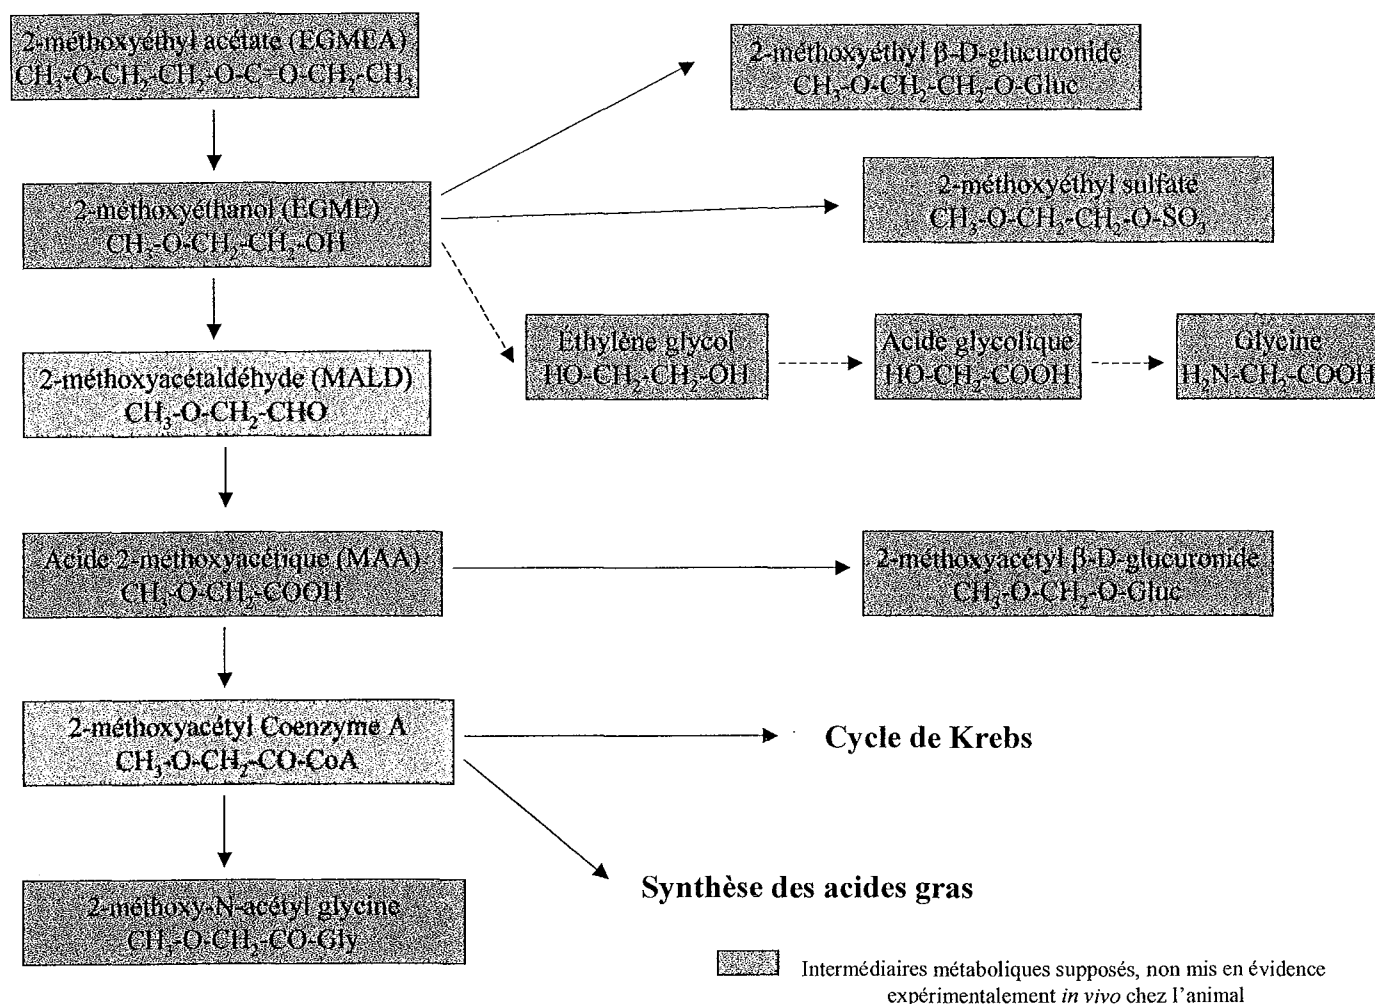 2-méthoxyéthyl acétate (EGMEA)
CH₃-O-CH₂-CH₂-O-C=O-CH₂-CH₃
2-méthoxyéthyl β-D-glucuronide
CH₃-O-CH₂-CH₂-O-Gluc
2-méthoxyéthanol (EGME)
CH₃-O-CH₂-CH₂-OH
2-méthoxyéthyl sulfate
CH₃-O-CH₂-CH₂-O-SO₃
Éthylène glycol
HO-CH₂-CH₂-OH
Acide glycolique
HO-CH₂-COOH
Glycine
H₂N-CH₂-COOH
2-méthoxyacétaldéhyde (MALD)
CH₃-O-CH₂-CHO
Acide 2-méthoxyacétique (MAA)
CH₃-O-CH₂-COOH
2-méthoxyacétyl β-D-glucuronide
CH₃-O-CH₂-O-Gluc
2-méthoxyacétyl Coenzyme A
CH₃-O-CH₂-CO-CoA
Cycle de Krebs
Synthèse des acides gras
2-méthoxy-N-acétyl glycine
CH₃-O-CH₂-CO-Gly
Intermédiaires métaboliques supposés, non mis en évidence
expérimentalement in vivo chez l'animal